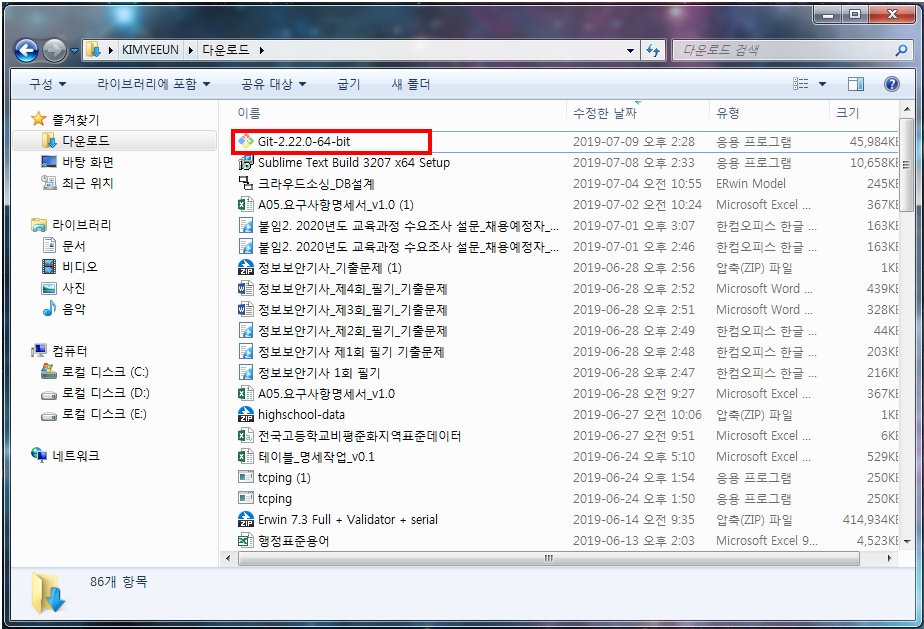 KIMYEEUN 다운로드
다운로드 검색
구성 라이브러리에 포함 공유 대상 굽기 새 폴더
즐겨찾기
다운로드
바탕 화면
최근 위치
라이브러리
문서
비디오
사진
음악
컴퓨터
로컬 디스크 (C:)
로컬 디스크 (D:)
로컬 디스크 (E:)
네트워크
이름 수정한 날짜 유형 크기
Git-2.22.0-64-bit 2019-07-09 오후 2:28 응용 프로그램 45,984KB
Sublime Text Build 3207 x64 Setup 2019-07-08 오후 2:33 응용 프로그램 10,658KB
크라우드소싱_DB설계 2019-07-04 오전 10:55 ERwin Model 245KB
A05.요구사항명세서_v1.0 (1) 2019-07-02 오전 10:24 Microsoft Excel ... 367KB
붙임2. 2020년도 교육과정 수요조사 설문_채용예정자_... 2019-07-01 오후 3:07 한컴오피스 한글 ... 163KB
붙임2. 2020년도 교육과정 수요조사 설문_채용예정자_... 2019-07-01 오후 2:46 한컴오피스 한글 ... 163KB
정보보안기사_기출문제 (1) 2019-06-28 오후 2:56 압축(ZIP) 파일 1KB
정보보안기사_제4회_필기_기출문제 2019-06-28 오후 2:52 Microsoft Word ... 439KB
정보보안기사_제3회_필기_기출문제 2019-06-28 오후 2:51 Microsoft Word ... 328KB
정보보안기사_제2회_필기_기출문제 2019-06-28 오후 2:49 한컴오피스 한글 ... 44KB
정보보안기사 제1회 필기 기출문제 2019-06-28 오후 2:48 한컴오피스 한글 ... 203KB
정보보안기사 1회 필기 2019-06-28 오후 2:47 한컴오피스 한글 ... 216KB
A05.요구사항명세서_v1.0 2019-06-28 오전 9:27 Microsoft Excel ... 367KB
highschool-data 2019-06-27 오전 10:06 압축(ZIP) 파일 1KB
전국고등학교비평준화지역표준데이터 2019-06-27 오전 9:51 Microsoft Excel ... 6KB
테이블_명세작업_v0.1 2019-06-24 오후 5:10 Microsoft Excel ... 529KB
tcping (1) 2019-06-24 오후 1:54 응용 프로그램 250KB
tcping 2019-06-24 오후 1:50 응용 프로그램 250KB
Erwin 7.3 Full + Validator + serial 2019-06-14 오전 9:35 압축(ZIP) 파일 414,934KB
행정표준용어 2019-06-13 오후 2:03 Microsoft Excel 9... 4,523KB
86개 항목